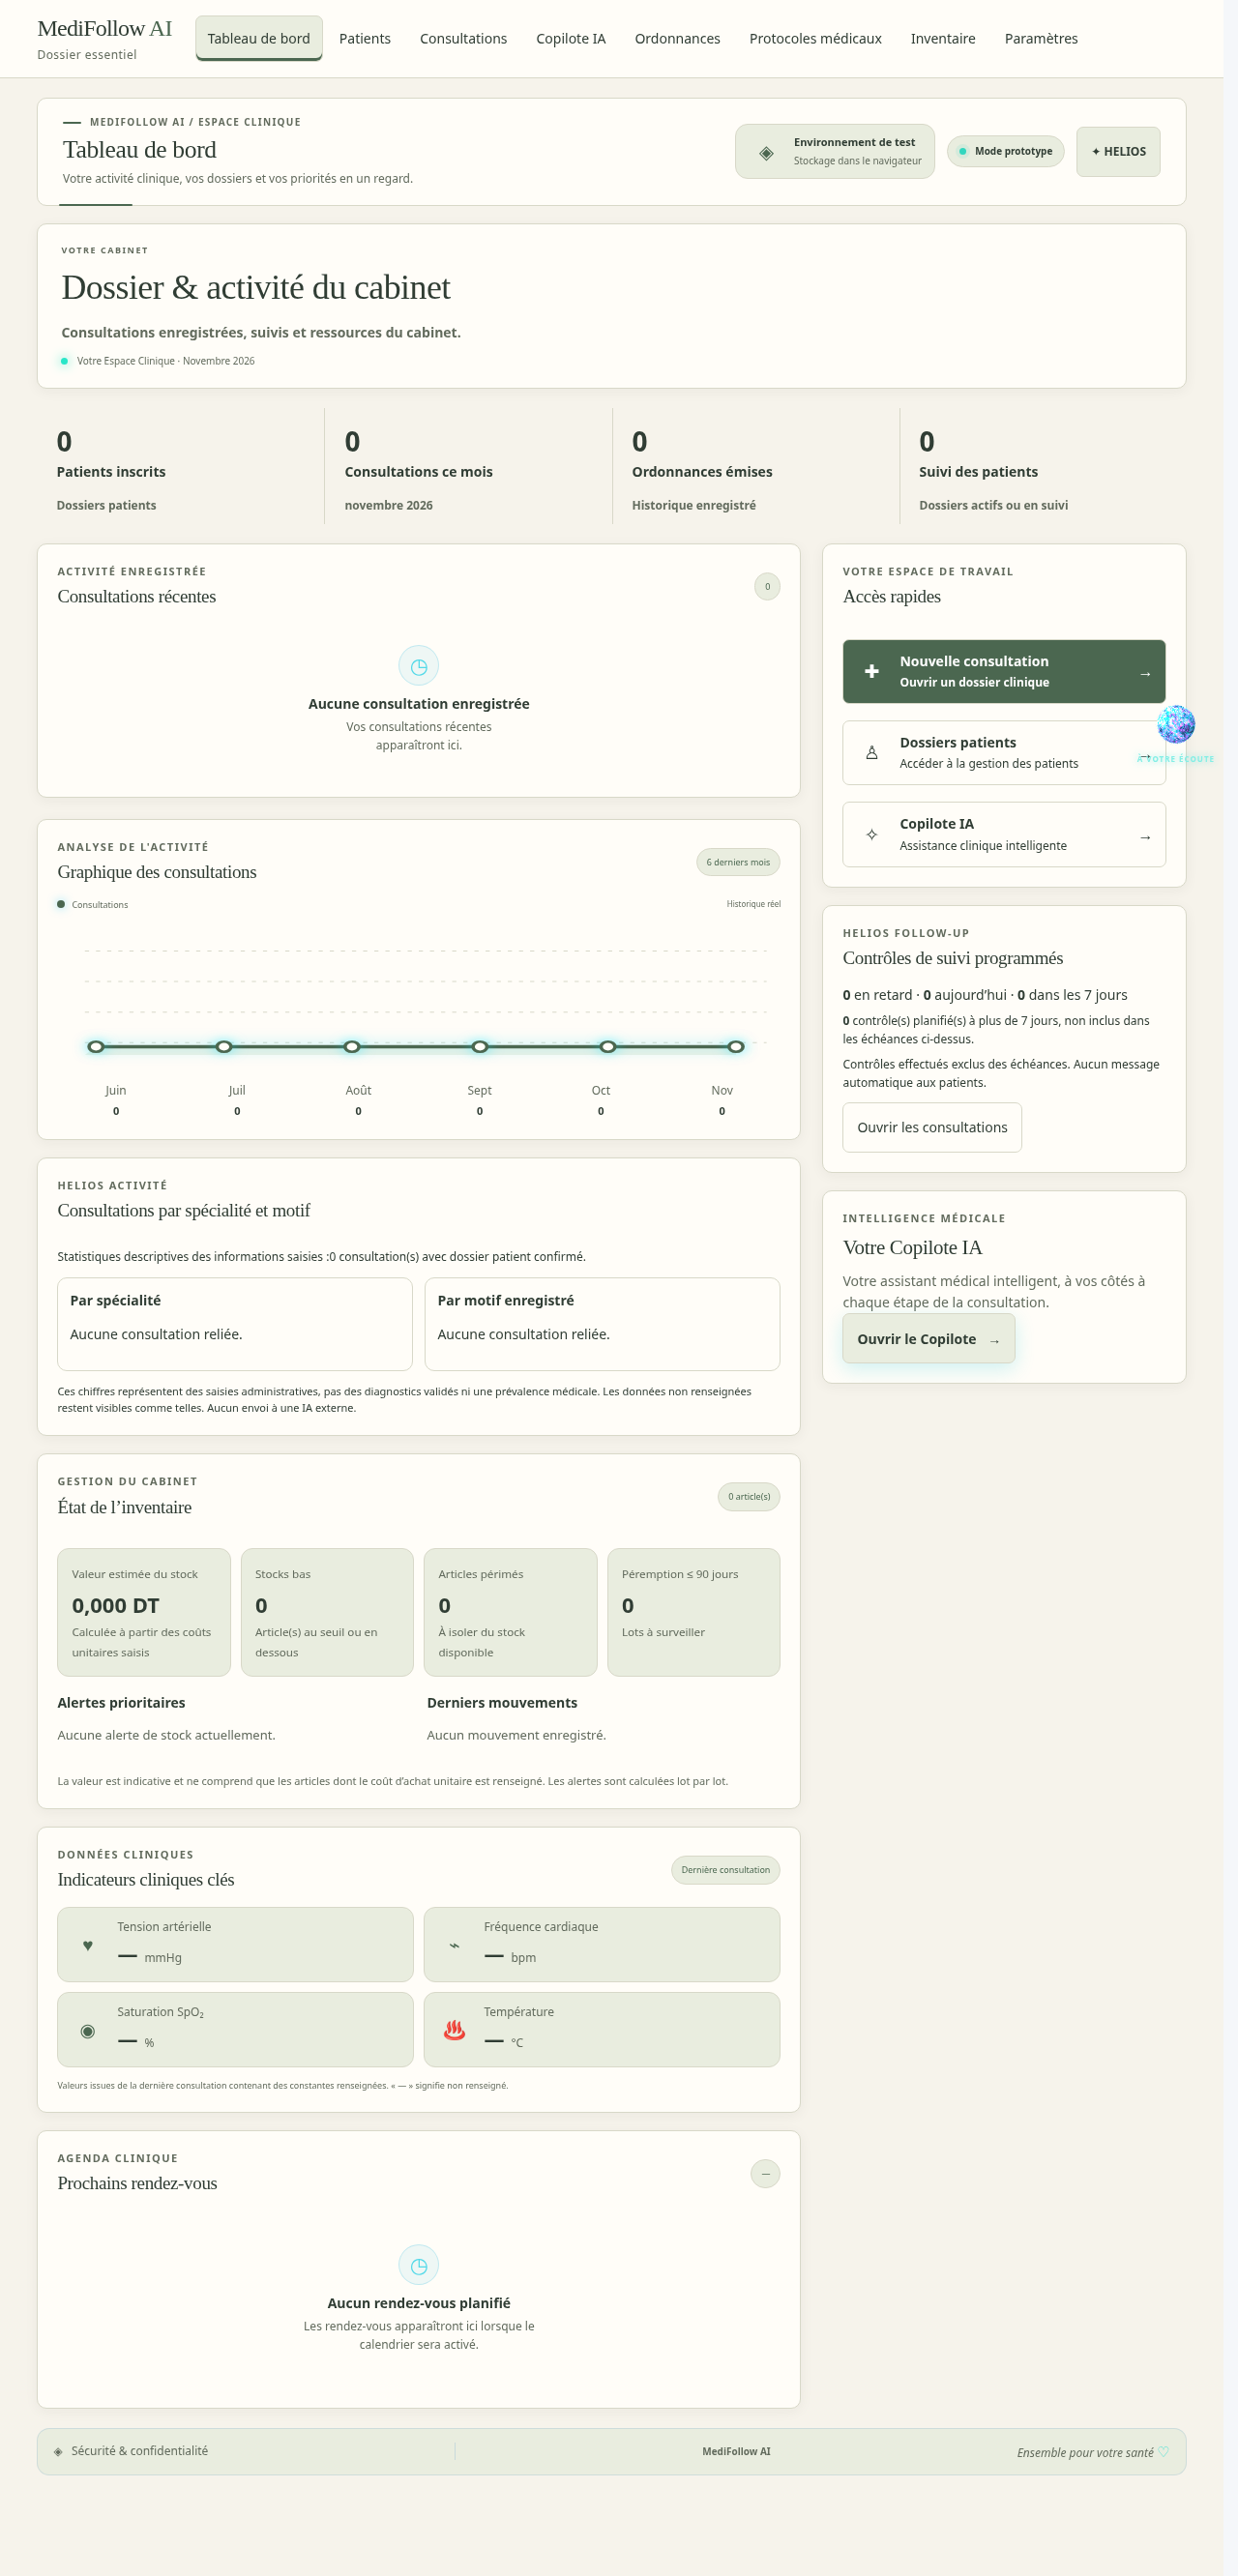 MediFollow AI
Dossier essentiel
Tableau de bord
Patients
Consultations
Copilote IA
Ordonnances
Protocoles médicaux
Inventaire
Paramètres
MEDIFOLLOW AI / ESPACE CLINIQUE
Tableau de bord
Votre activité clinique, vos dossiers et vos priorités en un regard.
Environnement de test
Stockage dans le navigateur
Mode prototype
✦ HELIOS
VOTRE CABINET
Dossier & activité du cabinet
Consultations enregistrées, suivis et ressources du cabinet.
Votre Espace Clinique · Novembre 2026
0
Patients inscrits
Dossiers patients
0
Consultations ce mois
novembre 2026
0
Ordonnances émises
Historique enregistré
0
Suivi des patients
Dossiers actifs ou en suivi
ACTIVITÉ ENREGISTRÉE
Consultations récentes
0
Aucune consultation enregistrée
Vos consultations récentes
apparaîtront ici.
ANALYSE DE L'ACTIVITÉ
Graphique des consultations
6 derniers mois
Consultations
Historique réel
Juin Juil Août Sept Oct Nov
0 0 0 0 0 0
HELIOS ACTIVITÉ
Consultations par spécialité et motif
Statistiques descriptives des informations saisies :0 consultation(s) avec dossier patient confirmé.
Par spécialité
Aucune consultation reliée.
Par motif enregistré
Aucune consultation reliée.
Ces chiffres représentent des saisies administratives, pas des diagnostics validés ni une prévalence médicale. Les données non renseignées
restent visibles comme telles. Aucun envoi à une IA externe.
GESTION DU CABINET
État de l’inventaire
0 article(s)
Valeur estimée du stock
0,000 DT
Calculée à partir des coûts
unitaires saisis
Stocks bas
0
Article(s) au seuil ou en
dessous
Articles périmés
0
À isoler du stock
disponible
Péremption ≤ 90 jours
0
Lots à surveiller
Alertes prioritaires
Aucune alerte de stock actuellement.
Derniers mouvements
Aucun mouvement enregistré.
La valeur est indicative et ne comprend que les articles dont le coût d’achat unitaire est renseigné. Les alertes sont calculées lot par lot.
DONNÉES CLINIQUES
Indicateurs cliniques clés
Dernière consultation
Tension artérielle
— mmHg
Fréquence cardiaque
— bpm
Saturation SpO₂
— %
Température
— °C
Valeurs issues de la dernière consultation contenant des constantes renseignées. « — » signifie non renseigné.
AGENDA CLINIQUE
Prochains rendez-vous
—
Aucun rendez-vous planifié
Les rendez-vous apparaîtront ici lorsque le
calendrier sera activé.
VOTRE ESPACE DE TRAVAIL
Accès rapides
Nouvelle consultation
Ouvrir un dossier clinique
→
Dossiers patients
Accéder à la gestion des patients
→
À VOTRE ÉCOUTE
Copilote IA
Assistance clinique intelligente
→
HELIOS FOLLOW-UP
Contrôles de suivi programmés
0 en retard · 0 aujourd’hui · 0 dans les 7 jours
0 contrôle(s) planifié(s) à plus de 7 jours, non inclus dans
les échéances ci-dessus.
Contrôles effectués exclus des échéances. Aucun message
automatique aux patients.
Ouvrir les consultations
INTELLIGENCE MÉDICALE
Votre Copilote IA
Votre assistant médical intelligent, à vos côtés à
chaque étape de la consultation.
Ouvrir le Copilote →
Sécurité & confidentialité
MediFollow AI
Ensemble pour votre santé ♡